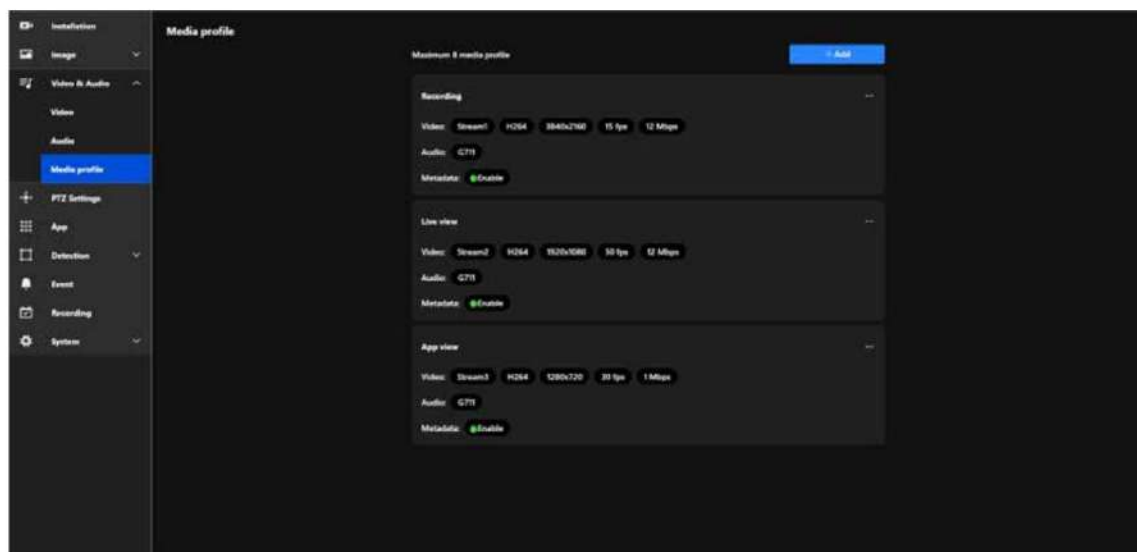 Installation
Image
Video & Audio
Video
Audio
Media profile
PTZ Settings
App
Detection
Event
Recording
System
Media profile
Maximum 8 media profile
+ Add
Recording
Video: Stream1 H264 3840x2160 15 fps 12 Mbps
Audio: G711
Metadata: Enable
Live view
Video: Stream2 H264 1920x1080 30 fps 12 Mbps
Audio: G711
Metadata: Enable
App view
Video: Stream3 H264 1280x720 30 fps 1 Mbps
Audio: G711
Metadata: Enable